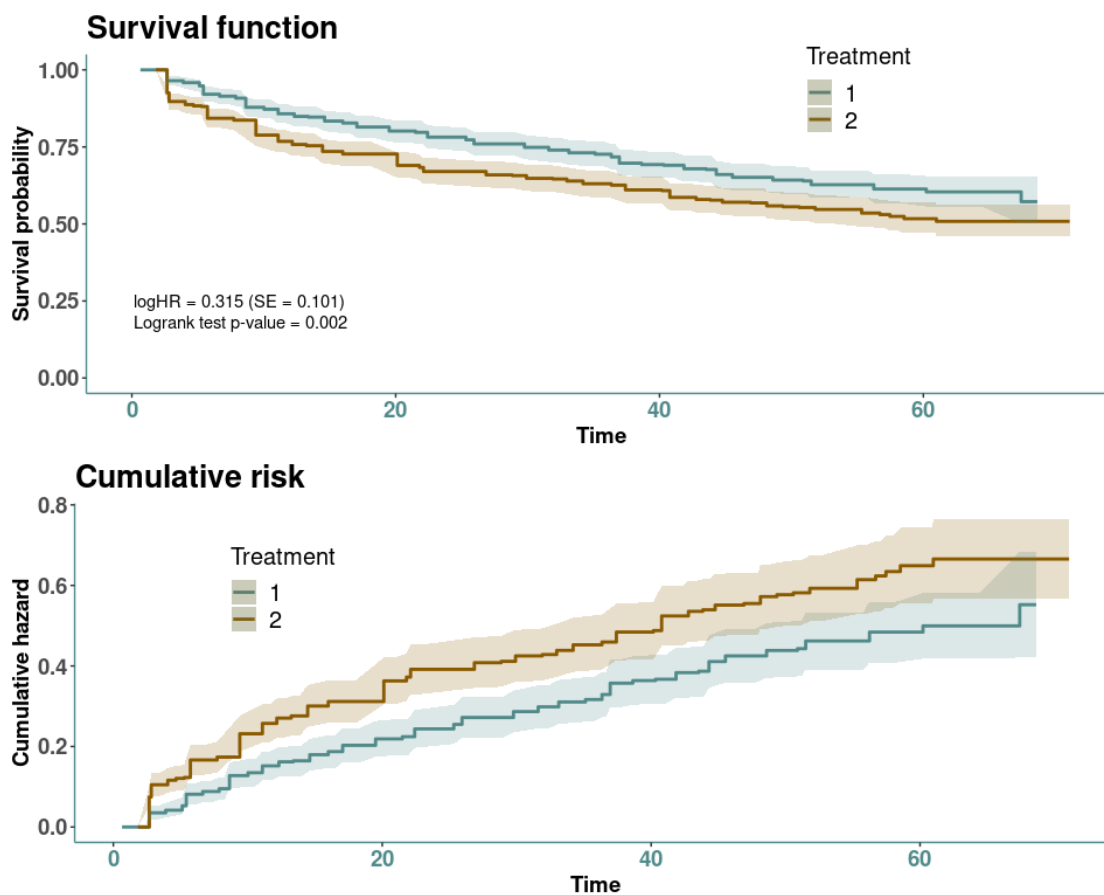 Survival function
Treatment
1
2
1.00
0.75
0.50
0.25
0.00
Survival probability
logHR = 0.315 (SE = 0.101)
Logrank test p-value = 0.002
0 20 40 60
Time
Cumulative risk
Treatment
1
2
0.8
0.6
0.4
0.2
0.0
Cumulative hazard
0 20 40 60
Time